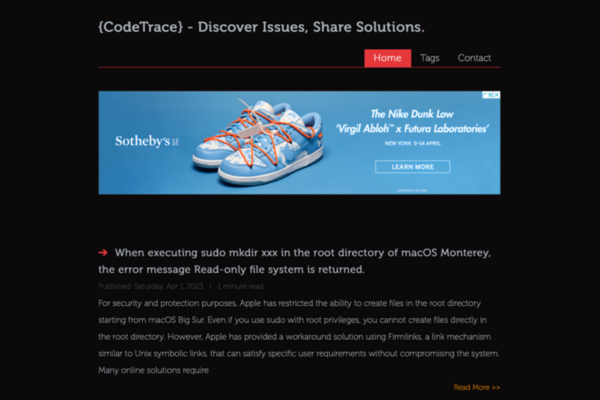 {CodeTrace} - Discover Issues, Share Solutions.
Home Tags Contact
The Nike Dunk Low
'Virgil Abloh™ x Futura Laboratories'
Sotheby's
NEW YORK. 5–14 APRIL
LEARN MORE
➔ When executing sudo mkdir xxx in the root directory of macOS Monterey,
the error message Read-only file system is returned.
Published: Saturday, Apr 1, 2023 | 1 minute read
For security and protection purposes, Apple has restricted the ability to create files in the root directory
starting from macOS Big Sur. Even if you use sudo with root privileges, you cannot create files directly in
the root directory. However, Apple has provided a workaround solution using Firmlinks, a link mechanism
similar to Unix symbolic links, that can satisfy specific user requirements without compromising the system.
Many online solutions require
Read More >>